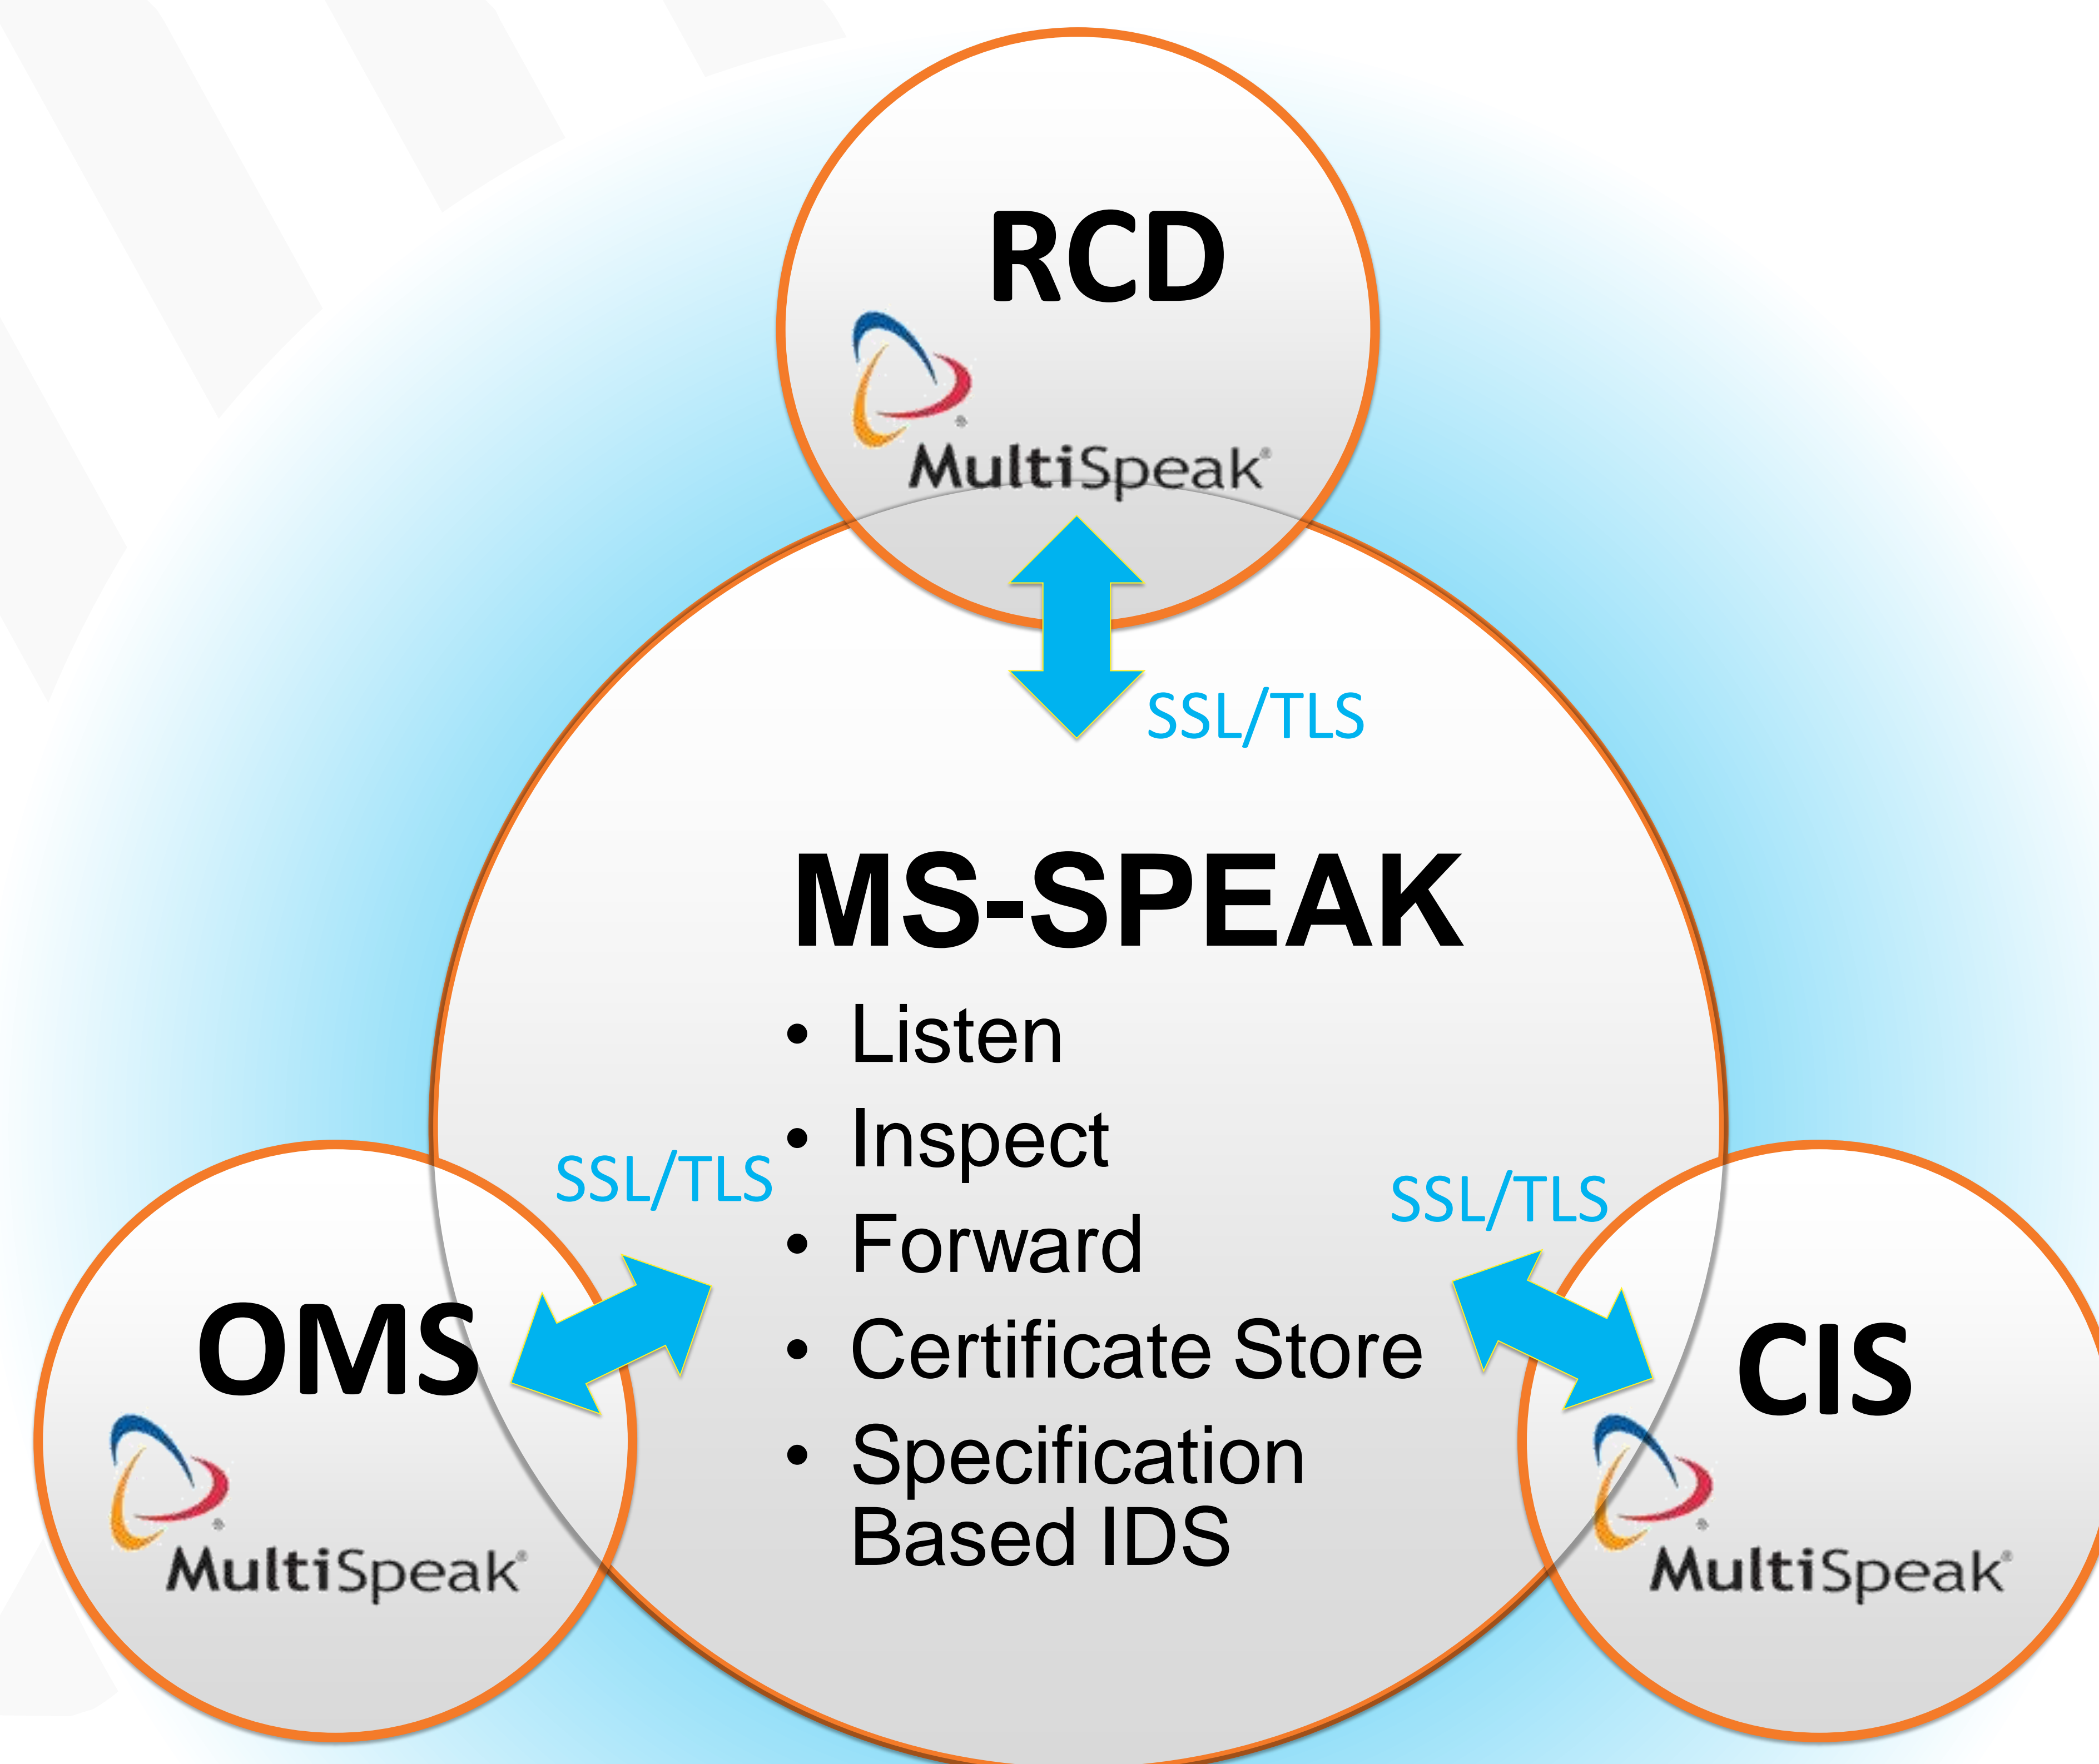 RCD
MultiSpeak®
SSL/TLS
MS-SPEAK
• Listen
• Inspect
• Forward
• Certificate Store
• Specification
Based IDS
SSL/TLS
SSL/TLS
OMS
MultiSpeak®
CIS
MultiSpeak®